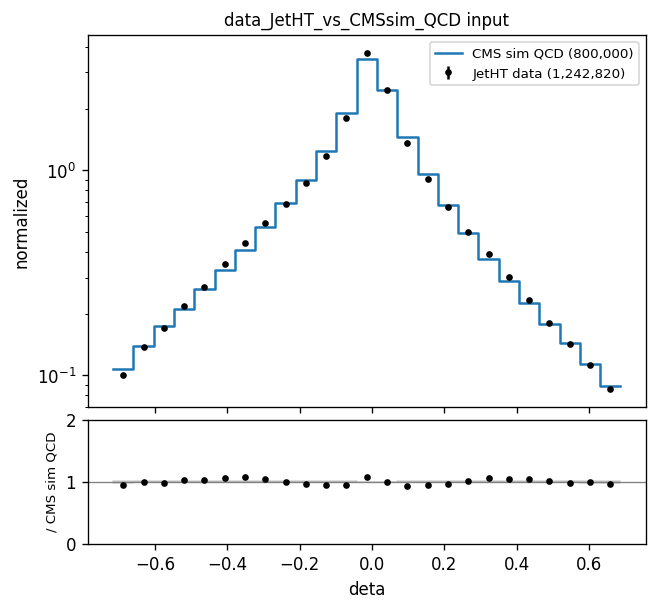 data_JetHT_vs_CMSsim_QCD input
CMS sim QCD (800,000)
JetHT data (1,242,820)
normalized
10^0
10^-1
/ CMS sim QCD
2
1
0
−0.6 −0.4 −0.2 0.0 0.2 0.4 0.6
deta